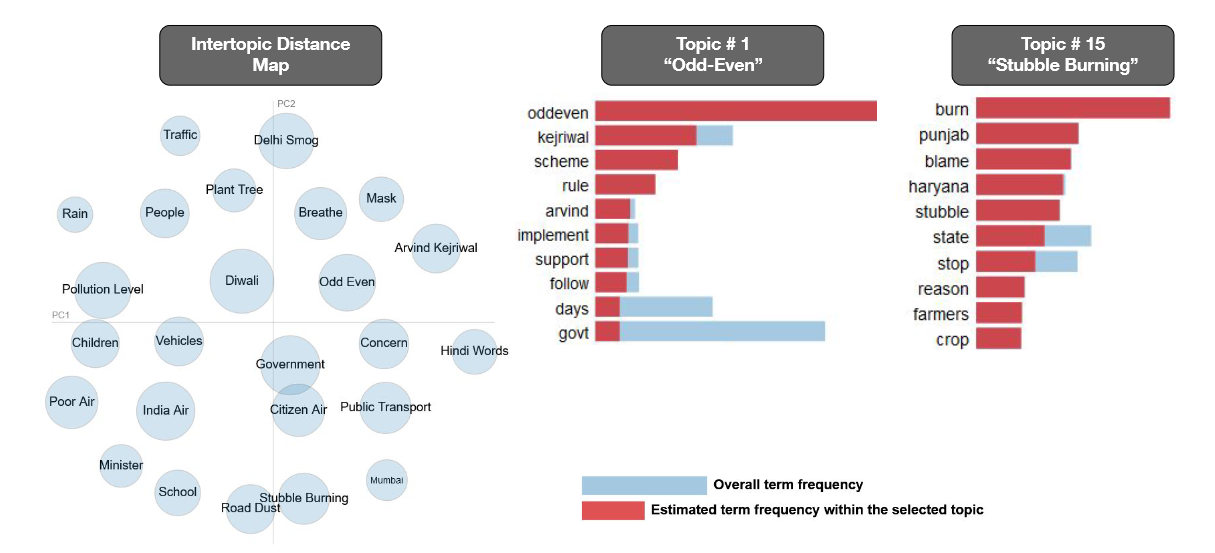 Intertopic Distance
Map
Topic # 1
“Odd-Even”
Topic # 15
“Stubble Burning”
PC2
Traffic
Delhi Smog
Plant Tree
Mask
Rain
People
Breathe
Arvind Kejriwal
Diwali
Odd Even
Pollution Level
PC1
Children
Vehicles
Concern
Hindi Words
Government
Poor Air
India Air
Citizen Air
Public Transport
Minister
Mumbai
School
Stubble Burning
Road Dust
oddeven
kejriwal
scheme
rule
arvind
implement
support
follow
days
govt
burn
punjab
blame
haryana
stubble
state
stop
reason
farmers
crop
Overall term frequency
Estimated term frequency within the selected topic